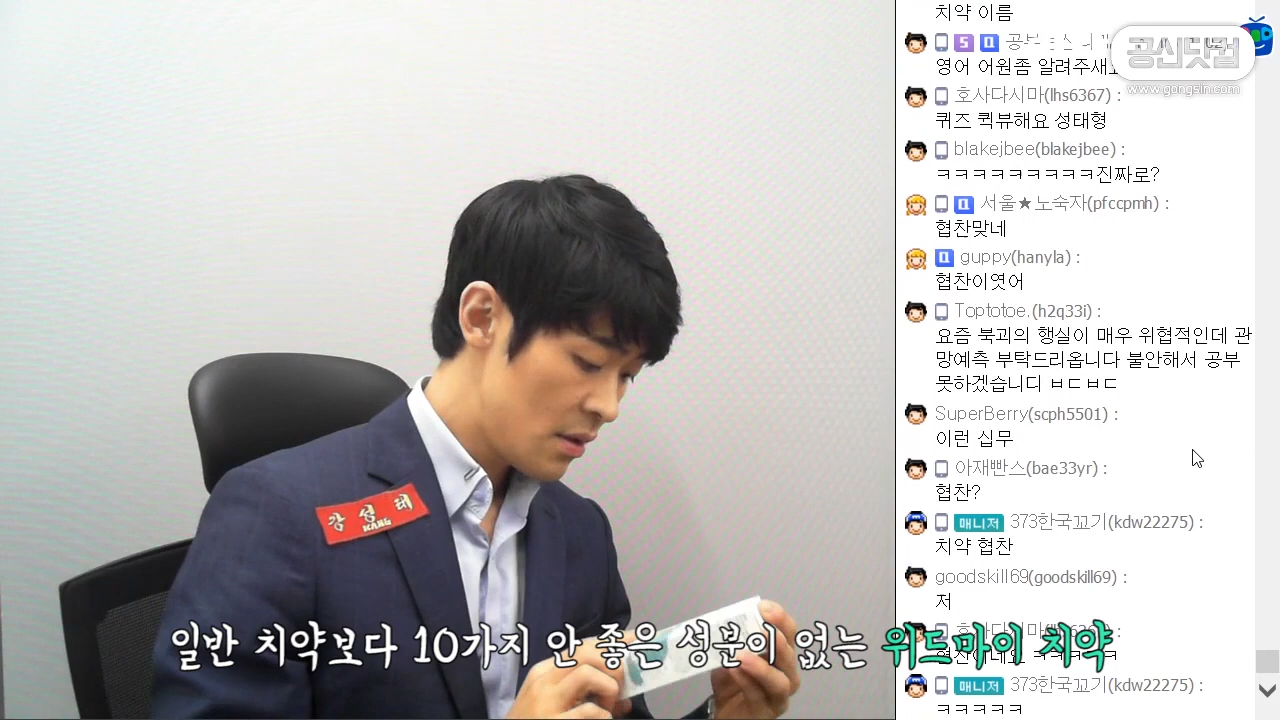 강성태
KANG
일반 치약보다 10가지 안 좋은 성분이 없는 위드마이 치약
치약 이름
공신닷컴
www.gongsin.com
영어 어원좀 알려주세요
호사다시마(lhs6367) :
퀴즈 퀵뷰해요 성태형
blakejbee(blakejbee) :
ㅋㅋㅋㅋㅋㅋㅋㅋㅋ진짜로?
서울★노숙자(pfccpmh) :
협찬맞네
guppy(hanyla) :
협찬이엿어
Toptotoe.(h2q33i) :
요즘 북괴의 행실이 매우 위협적인데 관
망예측 부탁드리옵니다 불안해서 공부
못하겠습니디 ㅂㄷㅂㄷ
SuperBerry(scph5501) :
이런 십무
아재빤스(bae33yr) :
협찬?
매니저 373한국꼬기(kdw22275) :
치약 협찬
goodskill69(goodskill69) :
저
매니저 373한국꼬기(kdw22275) :
ㅋㅋㅋㅋㅋ